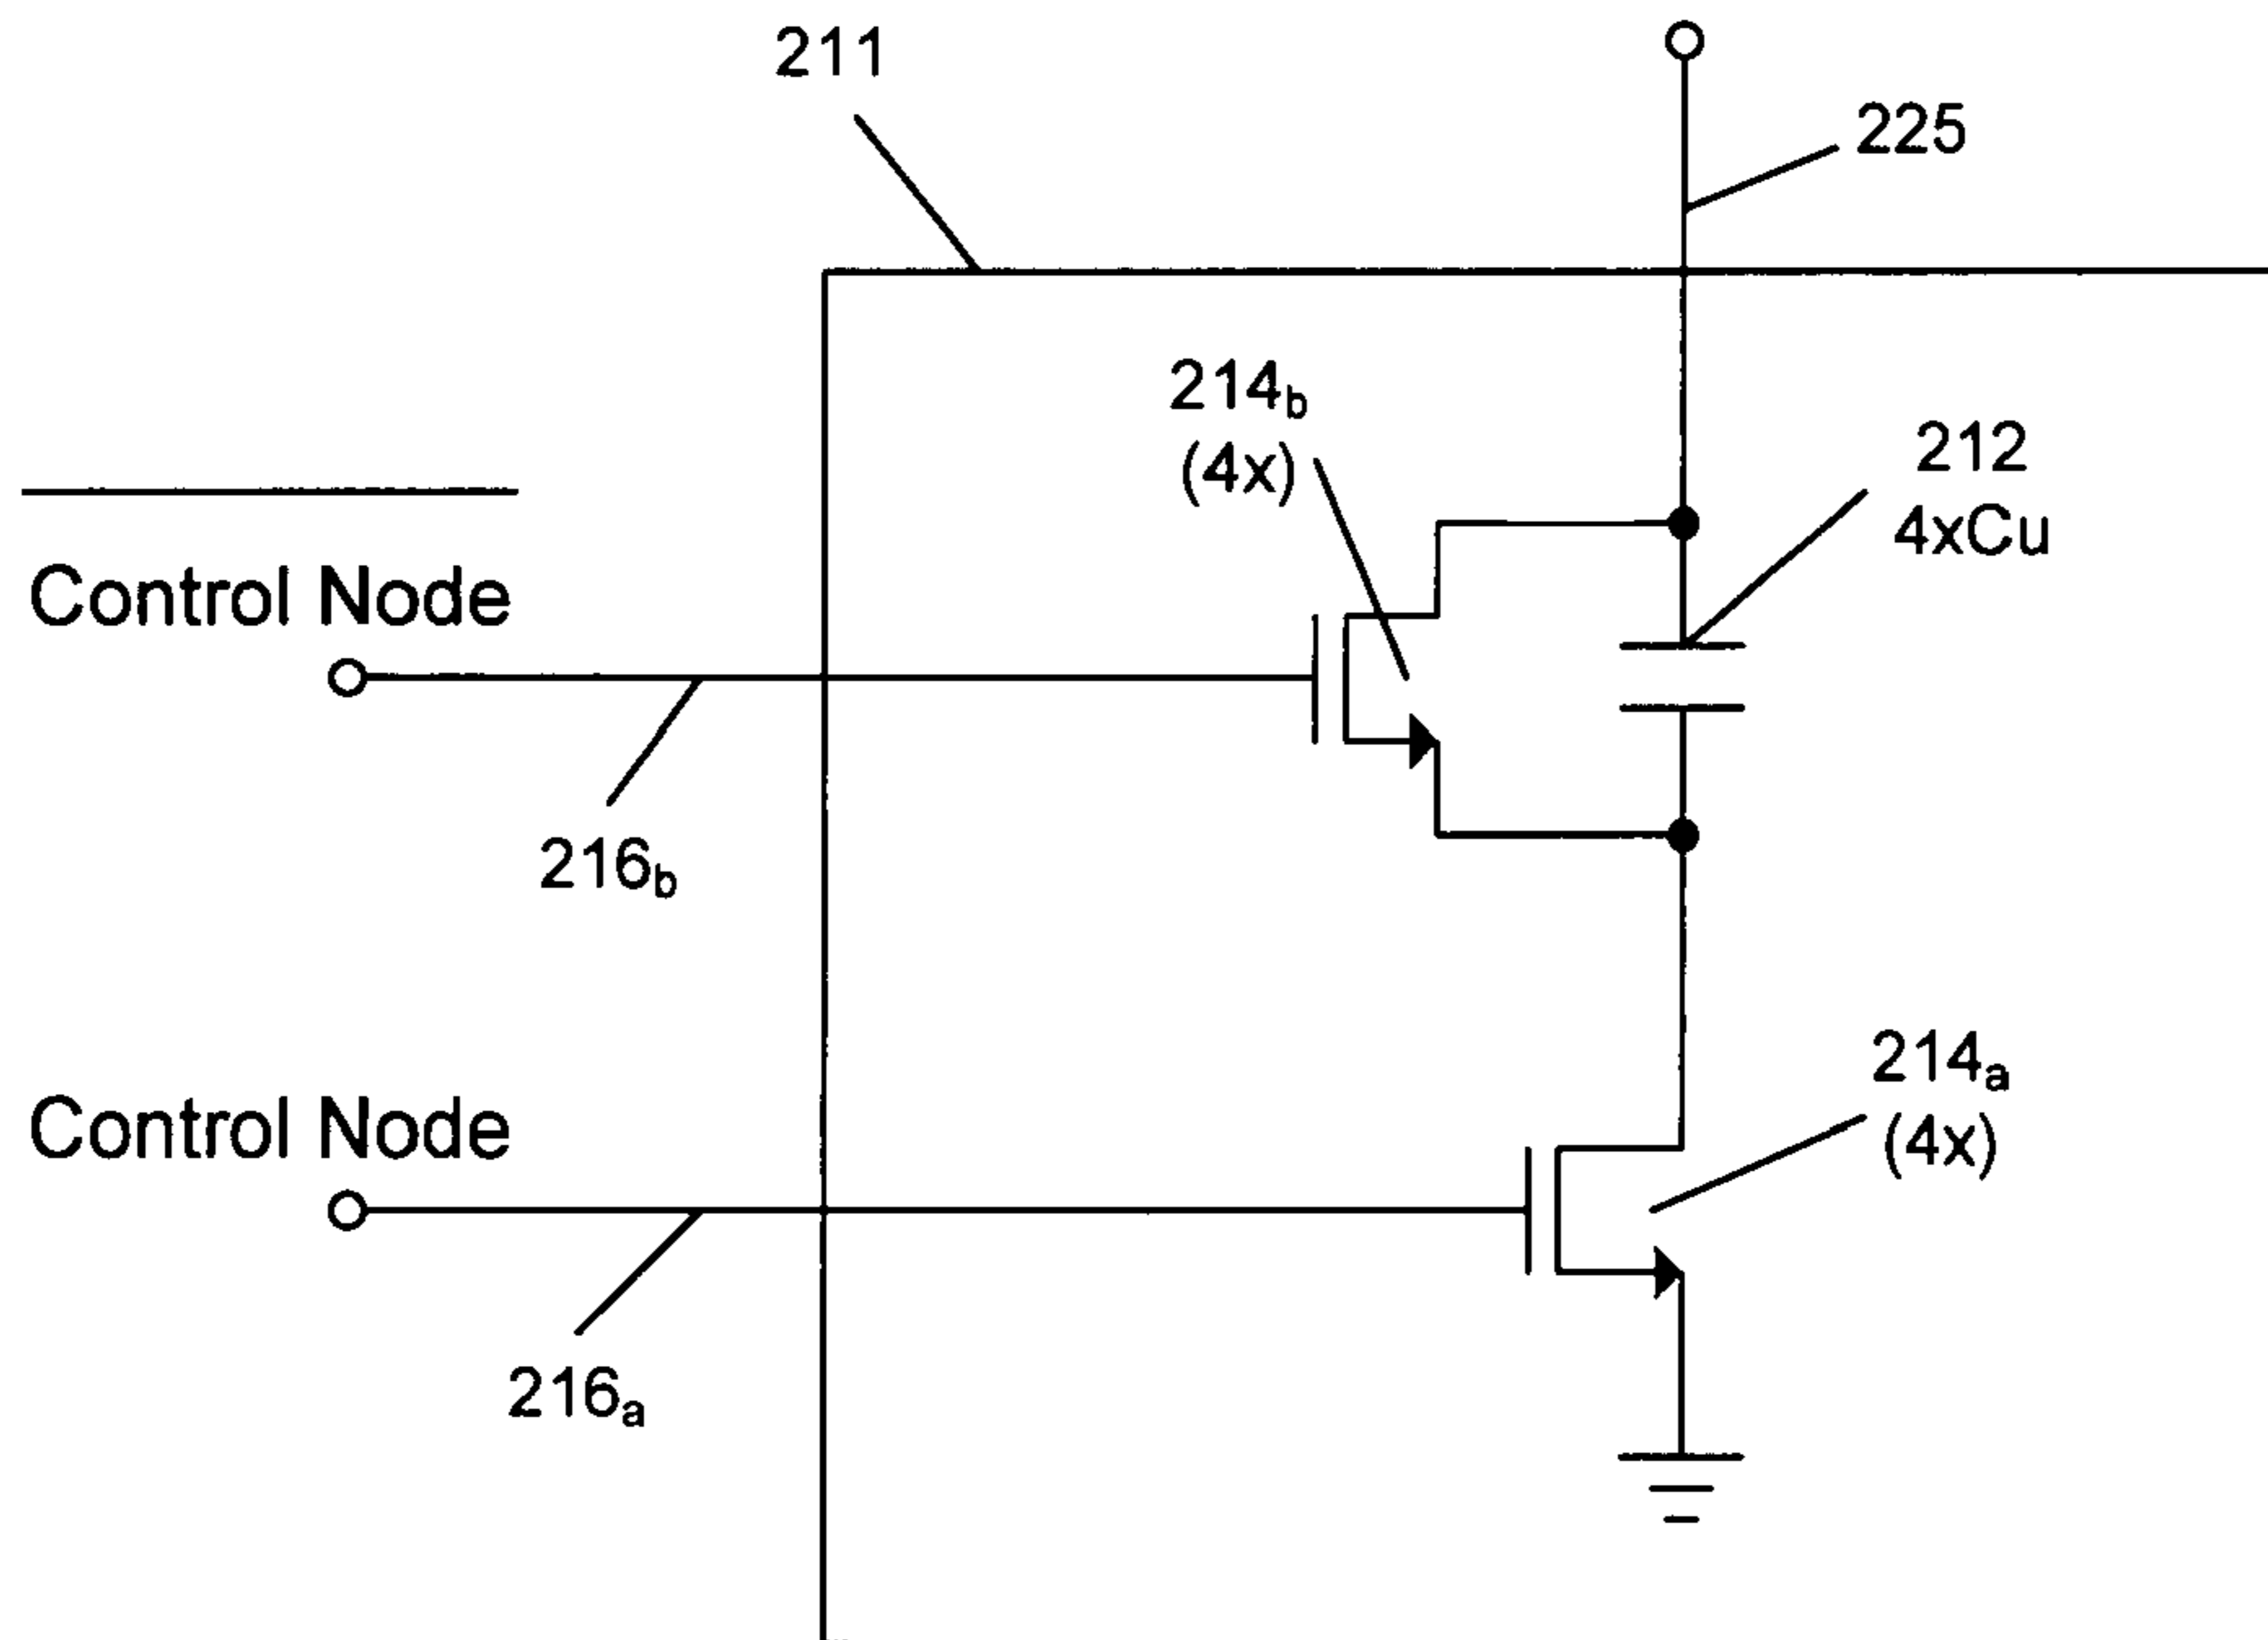 211
225
214b
(4x)
212
4xCu
Control Node
216b
214a
(4x)
Control Node
216a